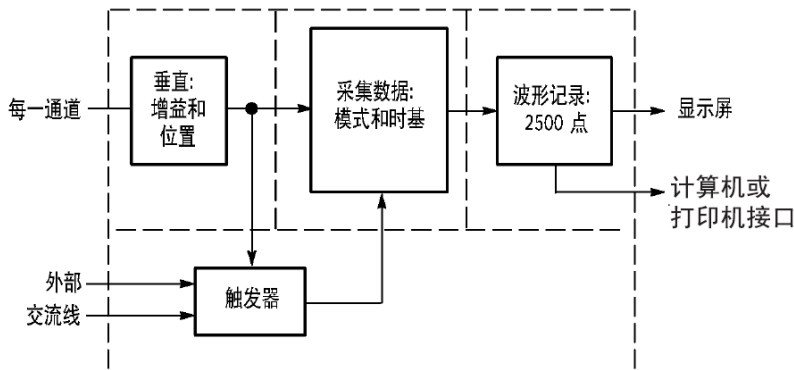 每一通道
垂直:
增益和
位置
采集数据:
模式和时基
波形记录:
2500 点
显示屏
计算机或
打印机接口
外部
交流线
触发器